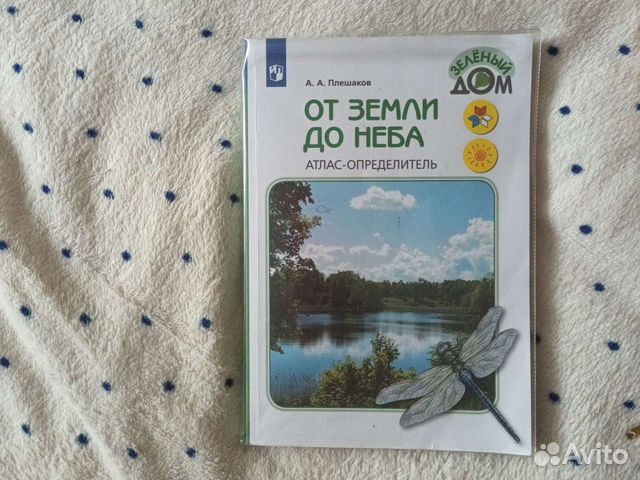 А. А. Плешаков
ЗЕЛЁНЫЙ
ДОМ
ОТ ЗЕМЛИ
ДО НЕБА
АТЛАС-ОПРЕДЕЛИТЕЛЬ
Avito